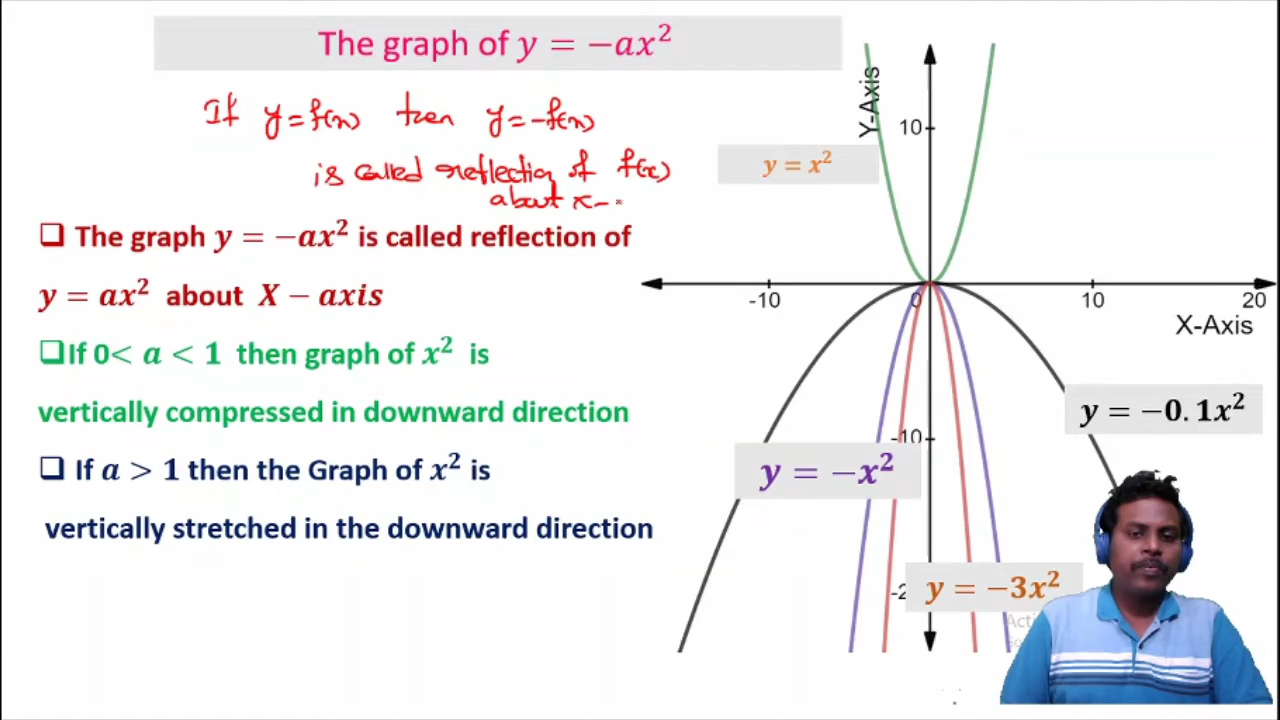 The graph of y = −ax²
If y=f(x) then y=-f(x)
is called reflection of f(x)
about x-
❑ The graph y = −ax² is called reflection of
y = ax² about X − axis
❑If 0< a < 1 then graph of x² is
vertically compressed in downward direction
❑ If a > 1 then the Graph of x² is
vertically stretched in the downward direction
Y-Axis
10
y = x²
-10
0
10
20
X-Axis
y = −0.1x²
-10
y = −x²
y = −3x²
-2
Acti